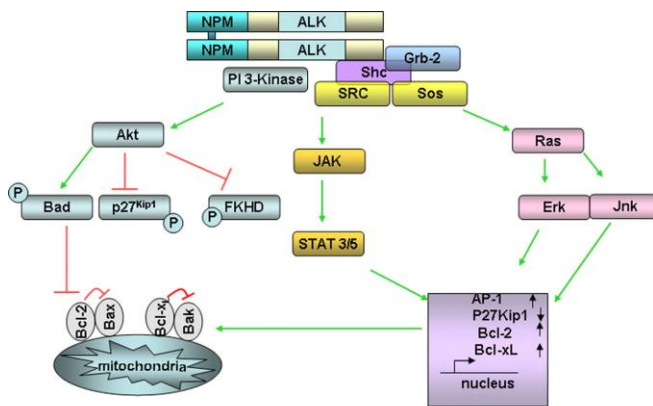 NPM ALK
NPM ALK
Grb-2
Shc
PI 3-Kinase
SRC Sos
Akt
JAK
Ras
P
Bad
p27Kip1
P
FKHD
P
Erk Jnk
STAT 3/5
Bcl-2
Bax
Bcl-xl
Bak
mitochondria
AP-1
P27Kip1
Bcl-2
Bcl-xL
nucleus